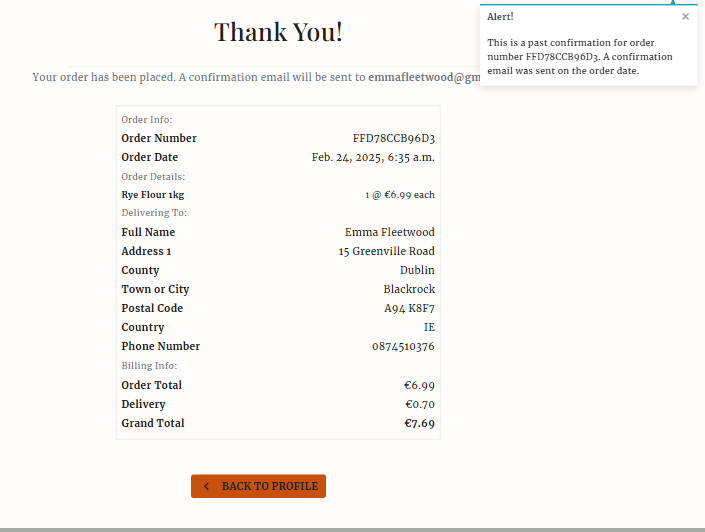 Thank You!
Your order has been placed. A confirmation email will be sent to emmafleetwood@gm
Alert!
×
This is a past confirmation for order
number FFD78CCB96D3. A confirmation
email was sent on the order date.
Order Info:
Order Number FFD78CCB96D3
Order Date Feb. 24, 2025, 6:35 a.m.
Order Details:
Rye Flour 1kg 1 @ €6.99 each
Delivering To:
Full Name Emma Fleetwood
Address 1 15 Greenville Road
County Dublin
Town or City Blackrock
Postal Code A94 K8F7
Country IE
Phone Number 0874510376
Billing Info:
Order Total €6.99
Delivery €0.70
Grand Total €7.69
BACK TO PROFILE